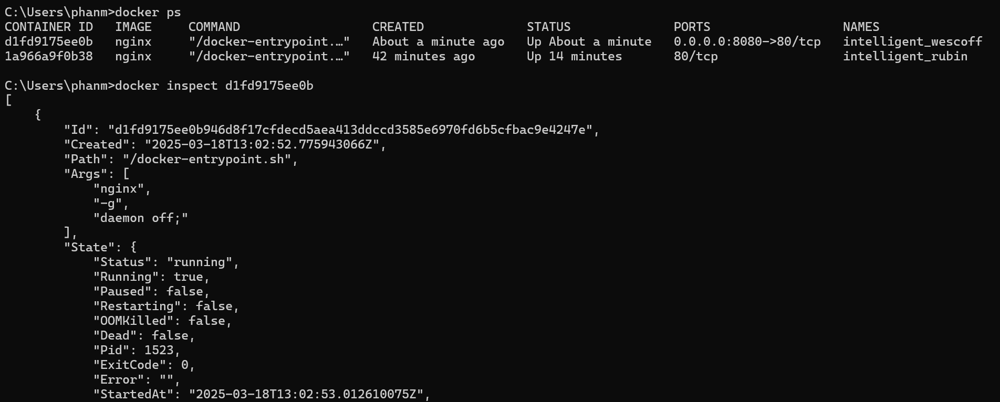 C:\Users\phanm>docker ps
CONTAINER ID   IMAGE     COMMAND                  CREATED              STATUS              PORTS                  NAMES
d1fd9175ee0b   nginx     "/docker-entrypoint.…"   About a minute ago   Up About a minute   0.0.0.0:8080->80/tcp   intelligent_wescoff
1a966a9f0b38   nginx     "/docker-entrypoint.…"   42 minutes ago       Up 14 minutes       80/tcp                 intelligent_rubin
C:\Users\phanm>docker inspect d1fd9175ee0b
[
    {
        "Id": "d1fd9175ee0b946d8f17cfdecd5aea413ddccd3585e6970fd6b5cfbac9e4247e",
        "Created": "2025-03-18T13:02:52.775943066Z",
        "Path": "/docker-entrypoint.sh",
        "Args": [
            "nginx",
            "-g",
            "daemon off;"
        ],
        "State": {
            "Status": "running",
            "Running": true,
            "Paused": false,
            "Restarting": false,
            "OOMKilled": false,
            "Dead": false,
            "Pid": 1523,
            "ExitCode": 0,
            "Error": "",
            "StartedAt": "2025-03-18T13:02:53.012610075Z",